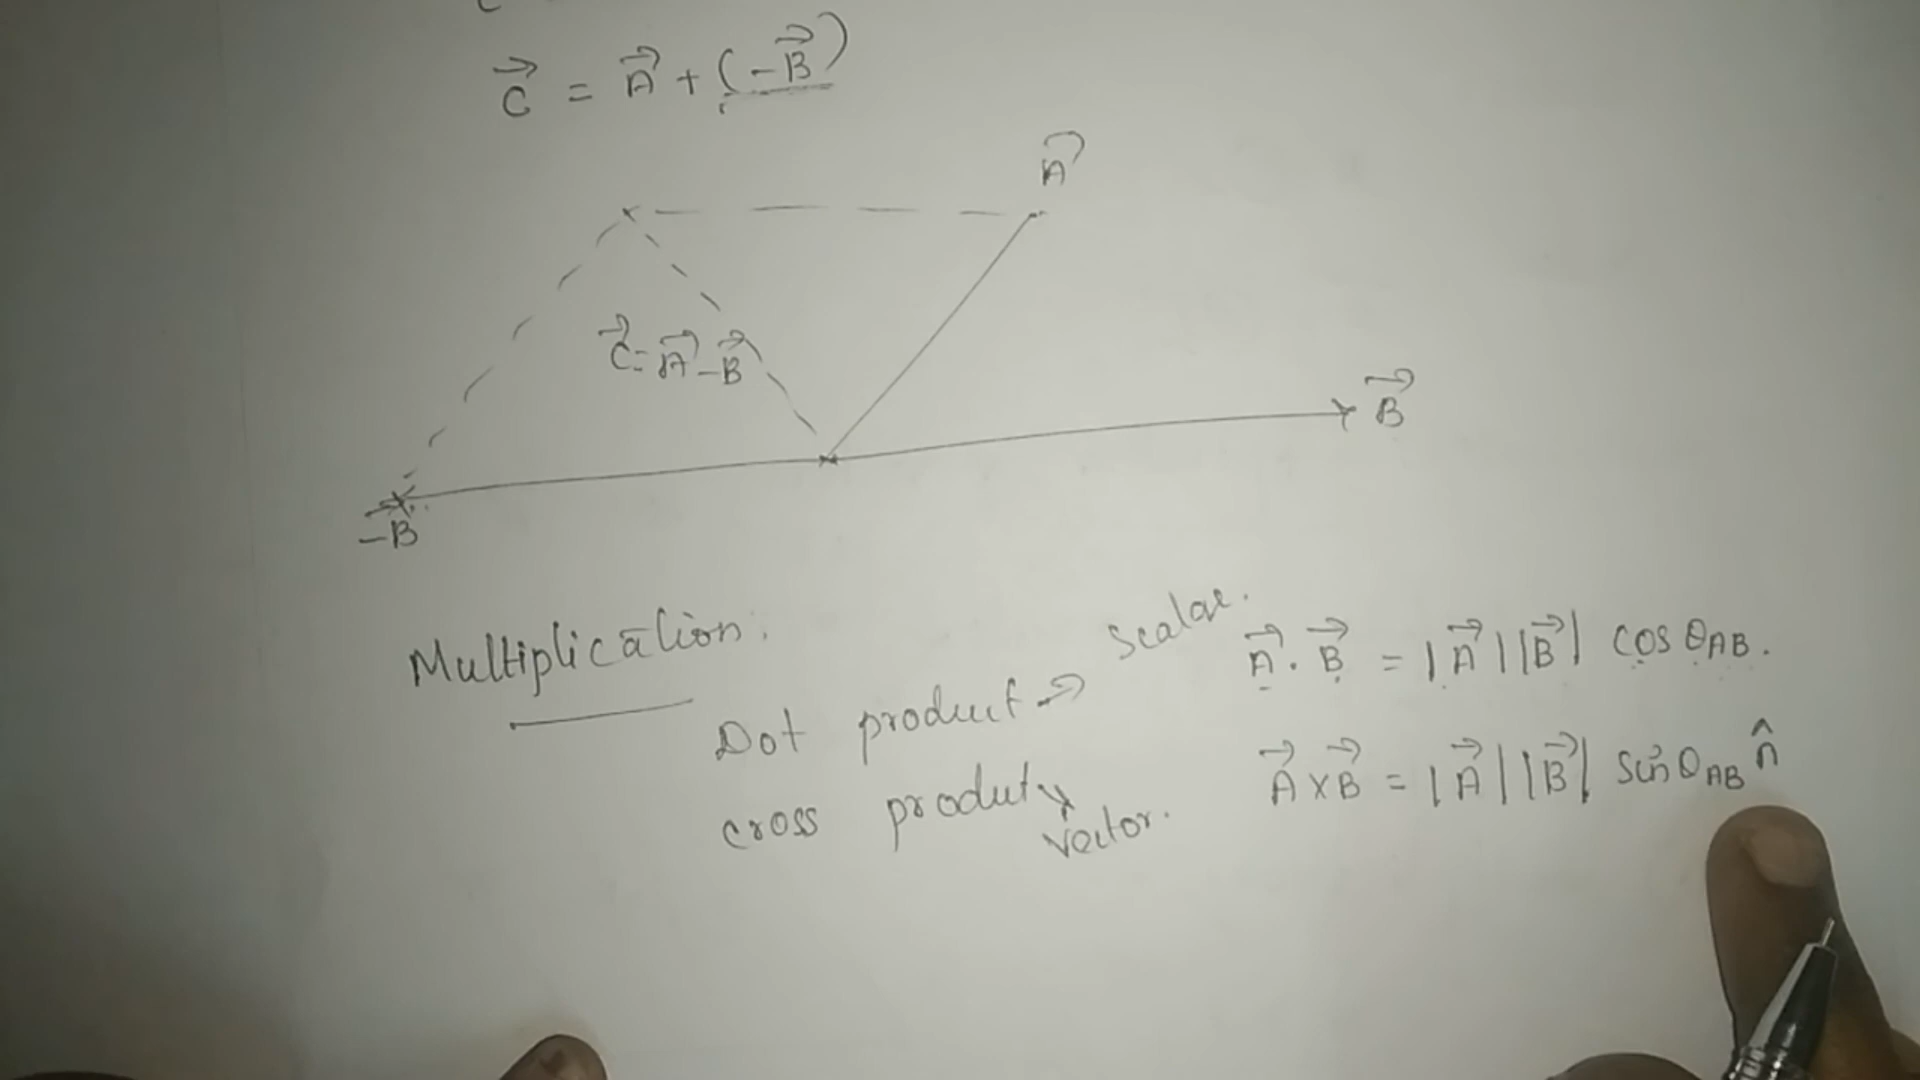 C⃗ = A⃗ + (-B⃗)
A⃗
C⃗ = A⃗ - B⃗
B⃗
-B⃗
Multiplication:
Dot product → Scalar.
A⃗ . B⃗ = |A⃗| |B⃗| cos θAB.
cross product → vector.
A⃗ x B⃗ = |A⃗| |B⃗| sin θAB n̂